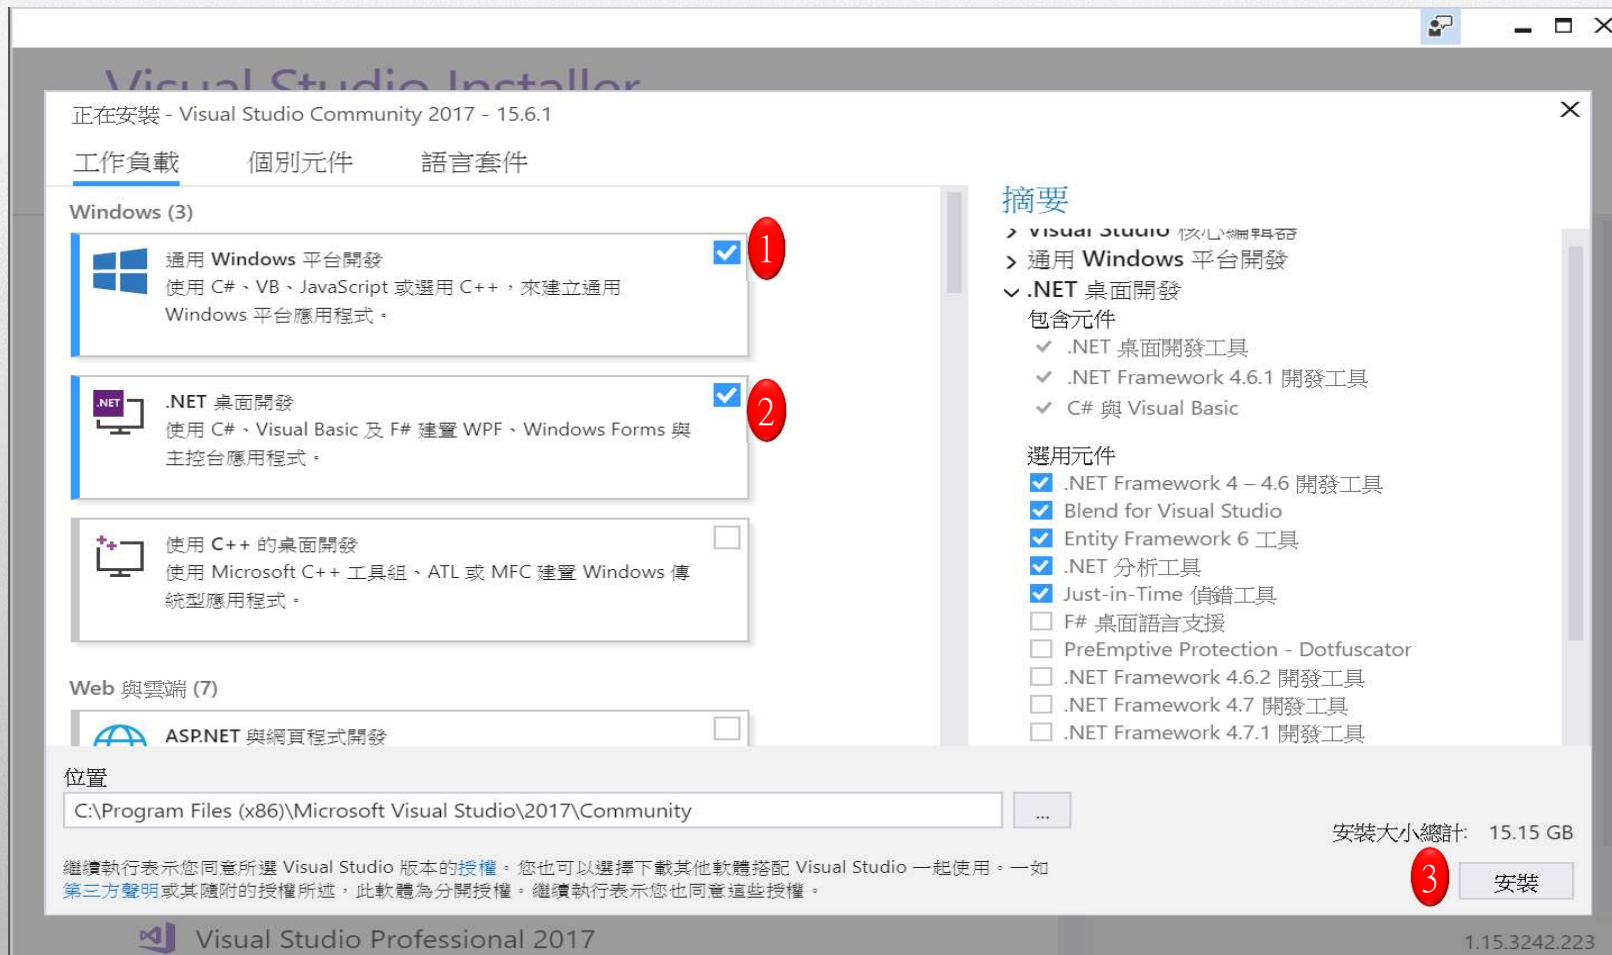 Visual Studio Installer
正在安裝 - Visual Studio Community 2017 - 15.6.1
工作負載
個別元件
語言套件
Windows (3)
通用 Windows 平台開發
使用 C#、VB、JavaScript 或選用 C++，來建立通用
Windows 平台應用程式。
1
.NET
.NET 桌面開發
使用 C#、Visual Basic 及 F# 建置 WPF、Windows Forms 與
主控台應用程式。
2
使用 C++ 的桌面開發
使用 Microsoft C++ 工具組、ATL 或 MFC 建置 Windows 傳
統型應用程式。
Web 與雲端 (7)
ASP.NET 與網頁程式開發
摘要
Visual Studio 核心編輯器
通用 Windows 平台開發
.NET 桌面開發
包含元件
.NET 桌面開發工具
.NET Framework 4.6.1 開發工具
C# 與 Visual Basic
選用元件
.NET Framework 4 – 4.6 開發工具
Blend for Visual Studio
Entity Framework 6 工具
.NET 分析工具
Just-in-Time 偵錯工具
F# 桌面語言支援
PreEmptive Protection - Dotfuscator
.NET Framework 4.6.2 開發工具
.NET Framework 4.7 開發工具
.NET Framework 4.7.1 開發工具
位置
C:\Program Files (x86)\Microsoft Visual Studio\2017\Community
...
安裝大小總計: 15.15 GB
繼續執行表示您同意所選 Visual Studio 版本的授權。您也可以選擇下載其他軟體搭配 Visual Studio 一起使用。一如
第三方聲明或其隨附的授權所述，此軟體為分開授權。繼續執行表示您也同意這些授權。
3
安裝
Visual Studio Professional 2017
1.15.3242.223